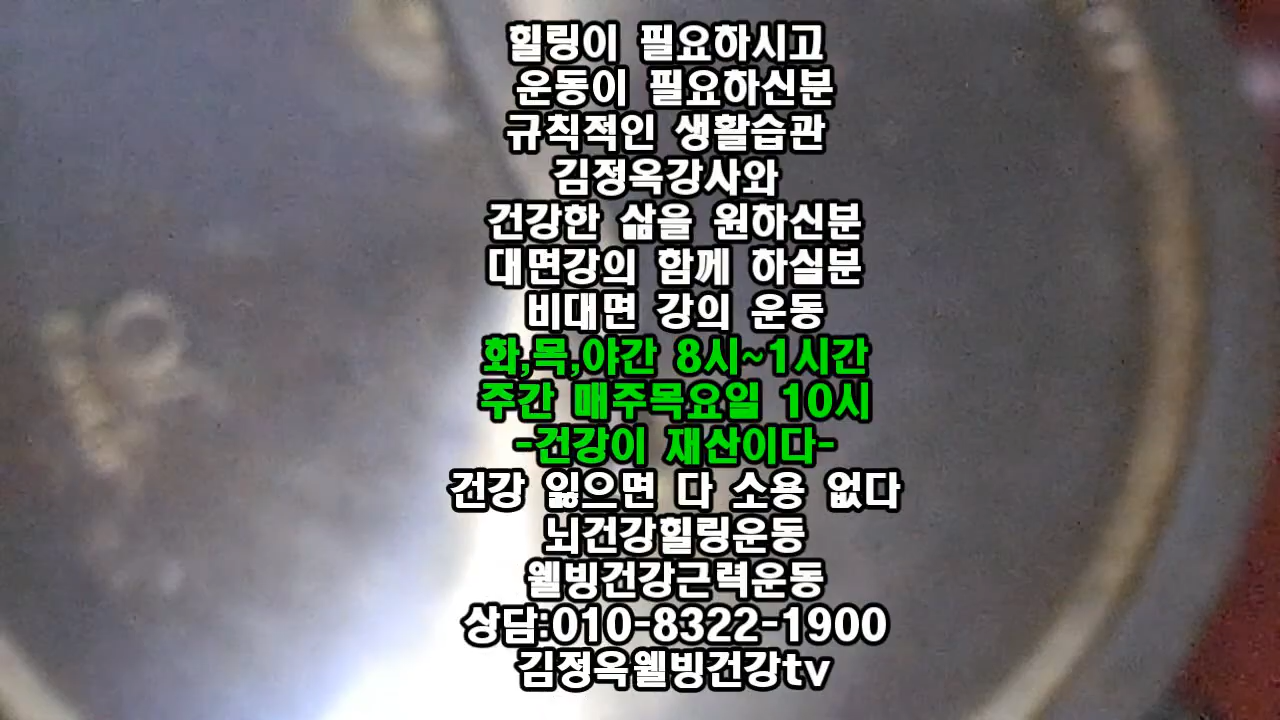 힐링이 필요하시고
운동이 필요하신분
규칙적인 생활습관
김정옥강사와
건강한 삶을 원하신분
대면강의 함께 하실분
비대면 강의 운동
화,목,야간 8시~1시간
주간 매주목요일 10시
-건강이 재산이다-
건강 잃으면 다 소용 없다
뇌건강힐링운동
웰빙건강근력운동
상담:010-8322-1900
김정옥웰빙건강tv